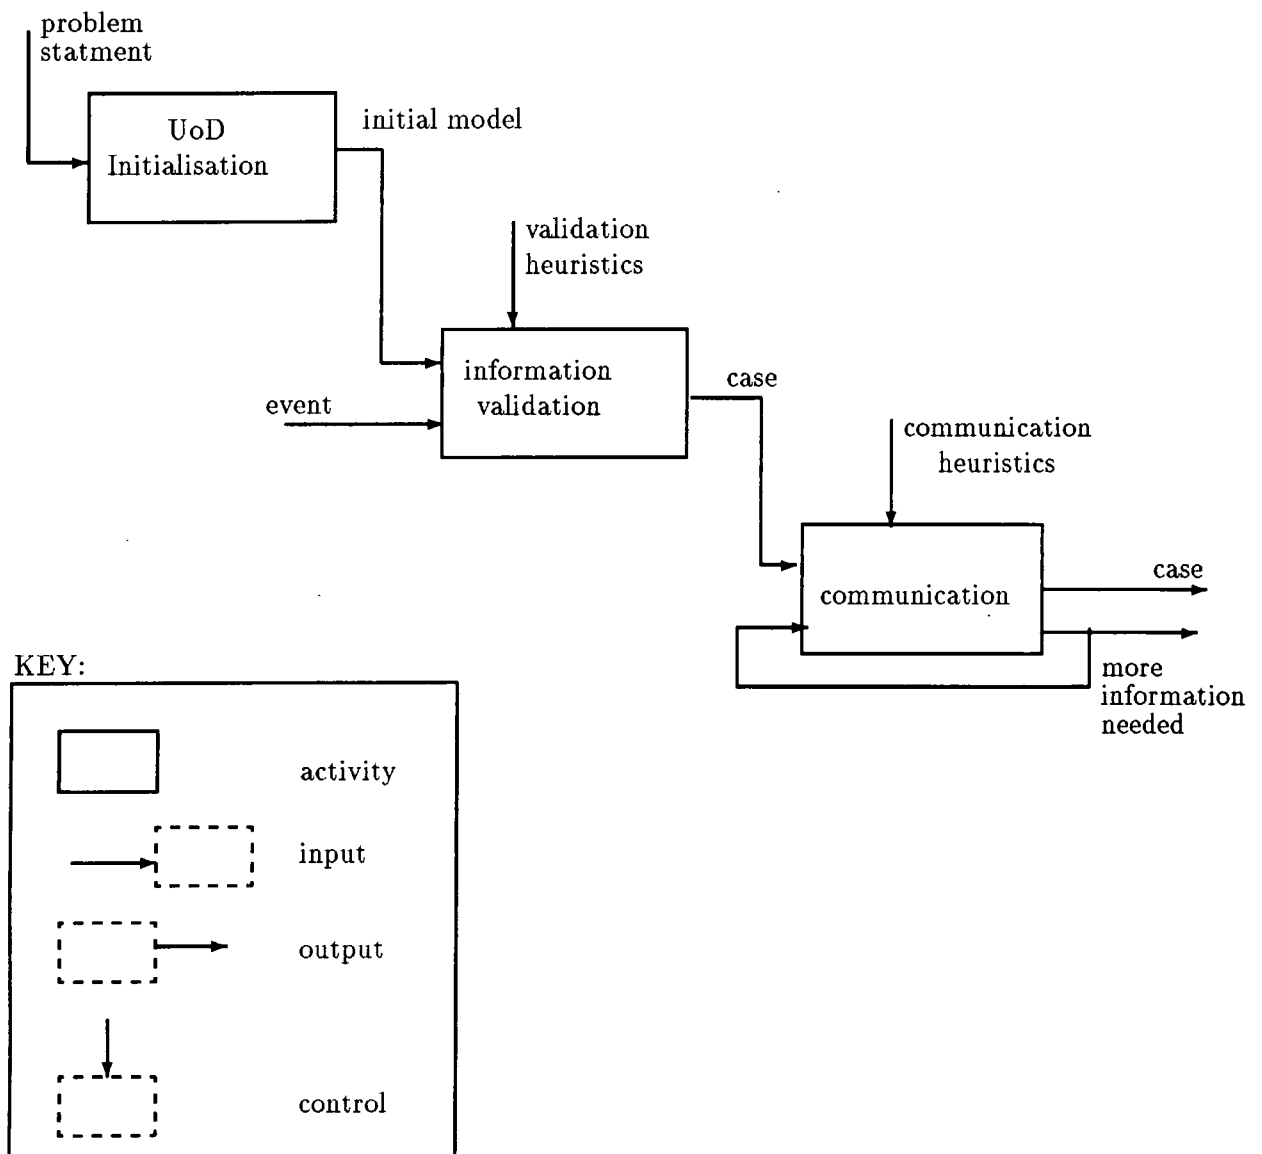 problem
statment
UoD
Initialisation
initial model
validation
heuristics
information
validation
event
case
communication
heuristics
communication
case
more
information
needed
KEY:
activity
input
output
control